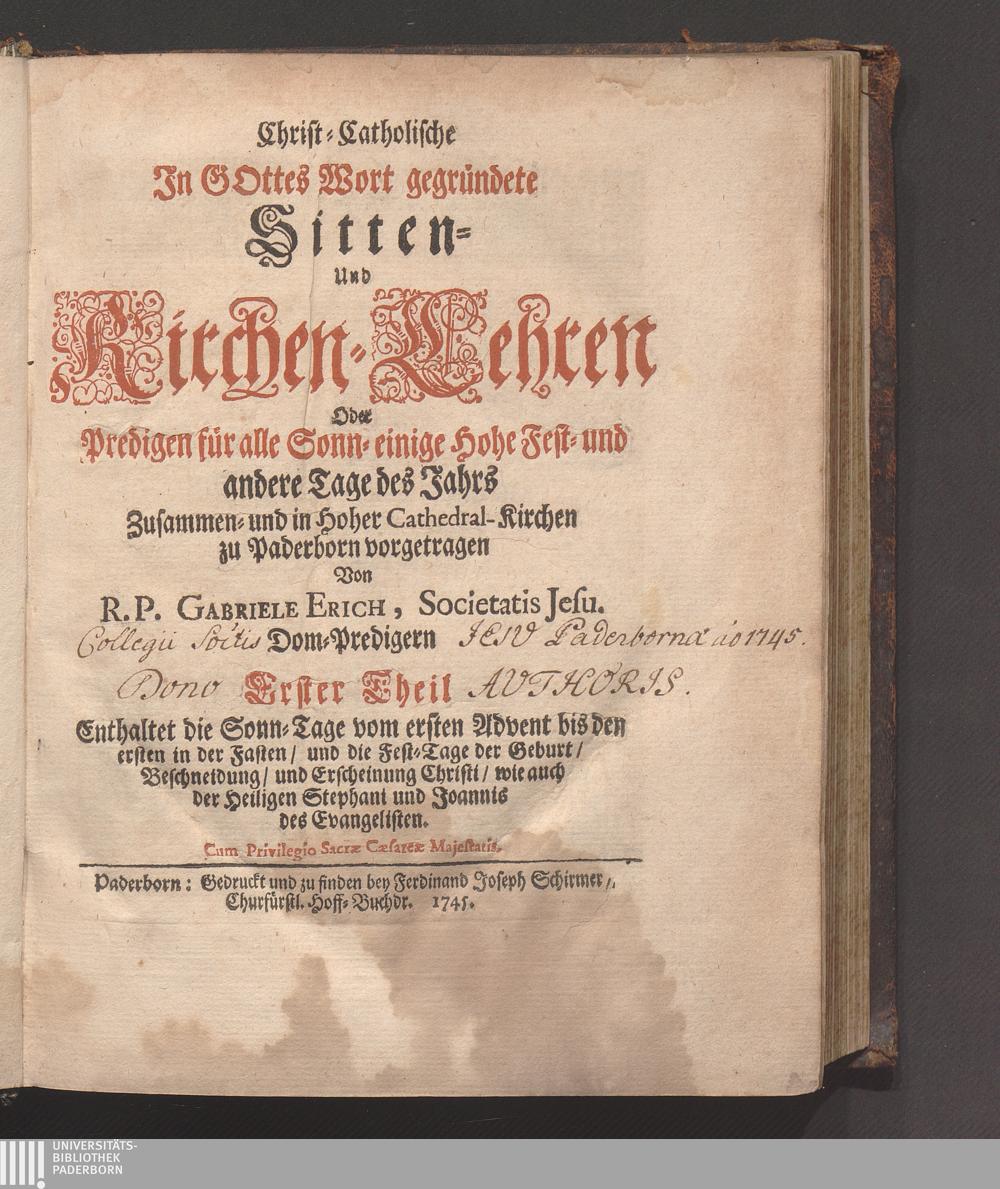 Christ-Catholische
In GOttes Wort gegründete
Sitten-
Und
Kirchen-Lehren
Oder
Predigen für alle Sonn- einige Hohe Fest- und
andere Tage des Jahrs
Zusammen- und in Hoher Cathedral-Kirchen
zu Paderborn vorgetragen
Von
R.P. GABRIELE ERICH, Societatis Jesu.
Collegii Soctis Dom-Predigern JESU Paderbornæ aõ 1745.
Dono Erster Theil AUTHORIS.
Enthaltet die Sonn-Tage vom ersten Advent bis den
ersten in der Fasten/ und die Fest-Tage der Geburt/
Beschneidung/ und Erscheinung Christi/ wie auch
der Heiligen Stephani und Joannis
des Evangelisten.
Cum Privilegio Sacræ Cæsareæ Majestatis.
Paderborn: Gedruckt und zu finden bey Ferdinand Joseph Schirmer/,
Churfürstl. Hoff-Buchdr. 1745.
UNIVERSITÄTS-
BIBLIOTHEK
PADERBORN